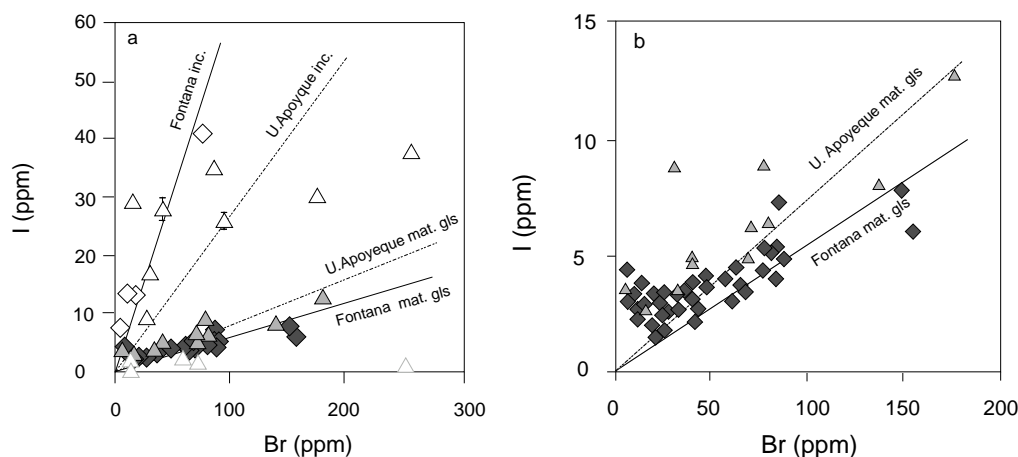 a
60
50
40
30
20
10
0
I (ppm)
Fontana inc.
U.Apoyque inc.
U.Apoyeque mat. gls
Fontana mat. gls
0 100 200 300
Br (ppm)
b
15
10
5
0
I (ppm)
U. Apoyeque mat. gls
Fontana mat. gls
0 50 100 150 200
Br (ppm)